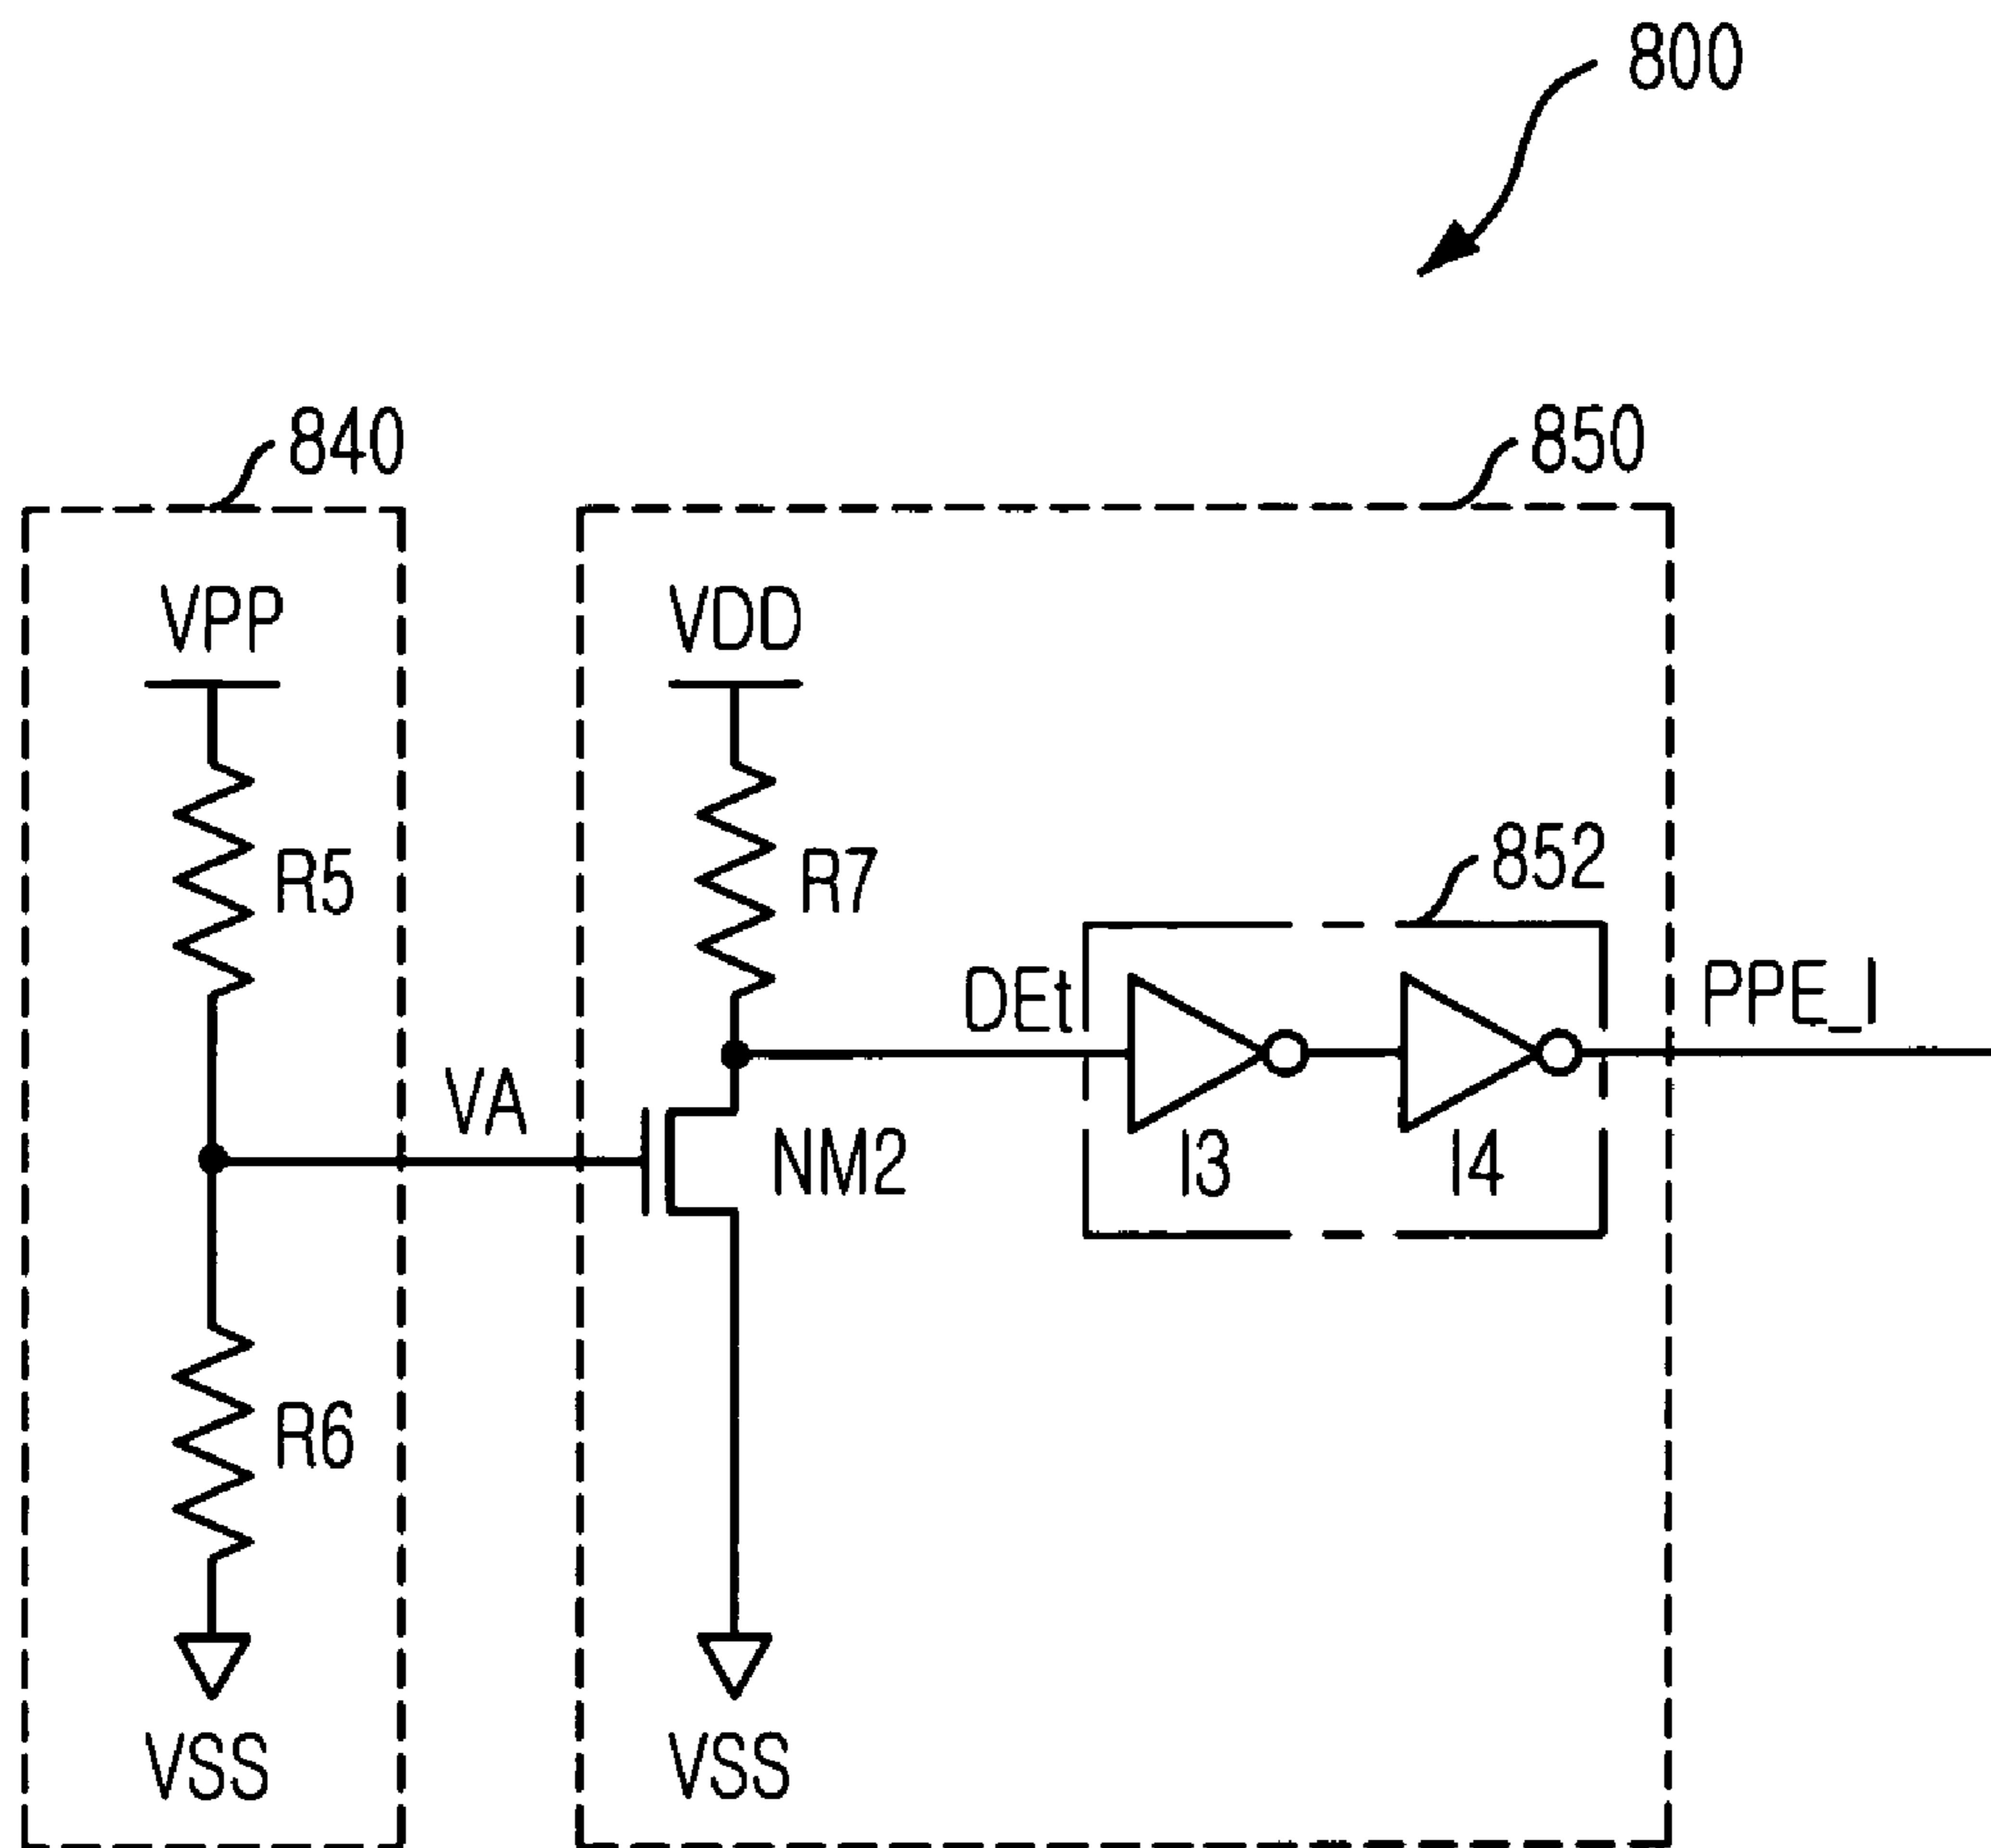 800
840
850
VPP
VDD
R5
R7
852
DEt
PPE_I
VA
NM2
I3
I4
R6
VSS
VSS